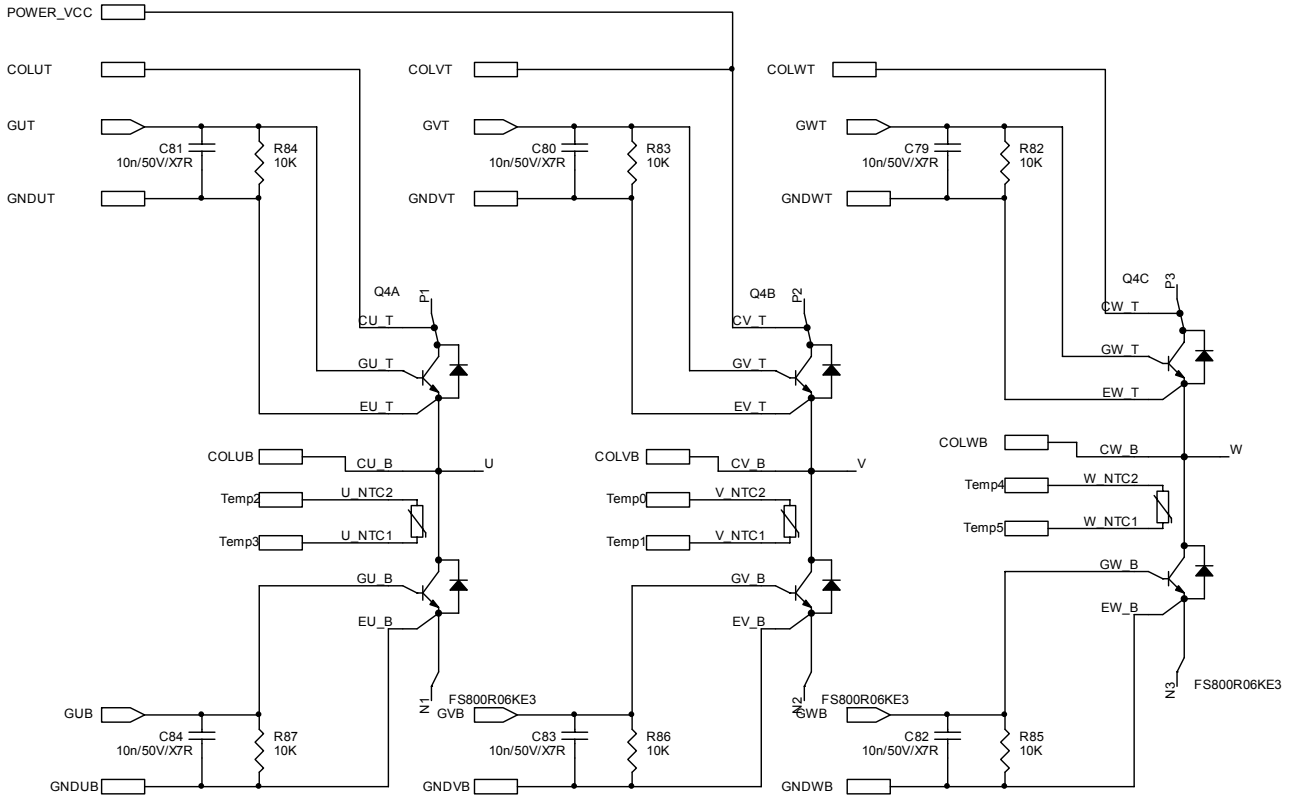 POWER_VCC
COLUT
COLVT
COLWT
GUT
GVT
GWT
C81
10n/50V/X7R
R84
10K
C80
10n/50V/X7R
R83
10K
C79
10n/50V/X7R
R82
10K
GNDUT
GNDVT
GNDWT
Q4A
P1
Q4B
P2
Q4C
P3
CU_T
CV_T
CW_T
GU_T
GV_T
GW_T
EU_T
EV_T
EW_T
COLUB
CU_B
U
COLVB
CV_B
V
COLWB
CW_B
W
Temp2
U_NTC2
Temp0
V_NTC2
Temp4
W_NTC2
Temp3
U_NTC1
Temp1
V_NTC1
Temp5
W_NTC1
GU_B
GV_B
GW_B
EU_B
EV_B
EW_B
N1
FS800R06KE3
N2
FS800R06KE3
N3
FS800R06KE3
GUB
GVB
GWB
C84
10n/50V/X7R
R87
10K
C83
10n/50V/X7R
R86
10K
C82
10n/50V/X7R
R85
10K
GNDUB
GNDVB
GNDWB